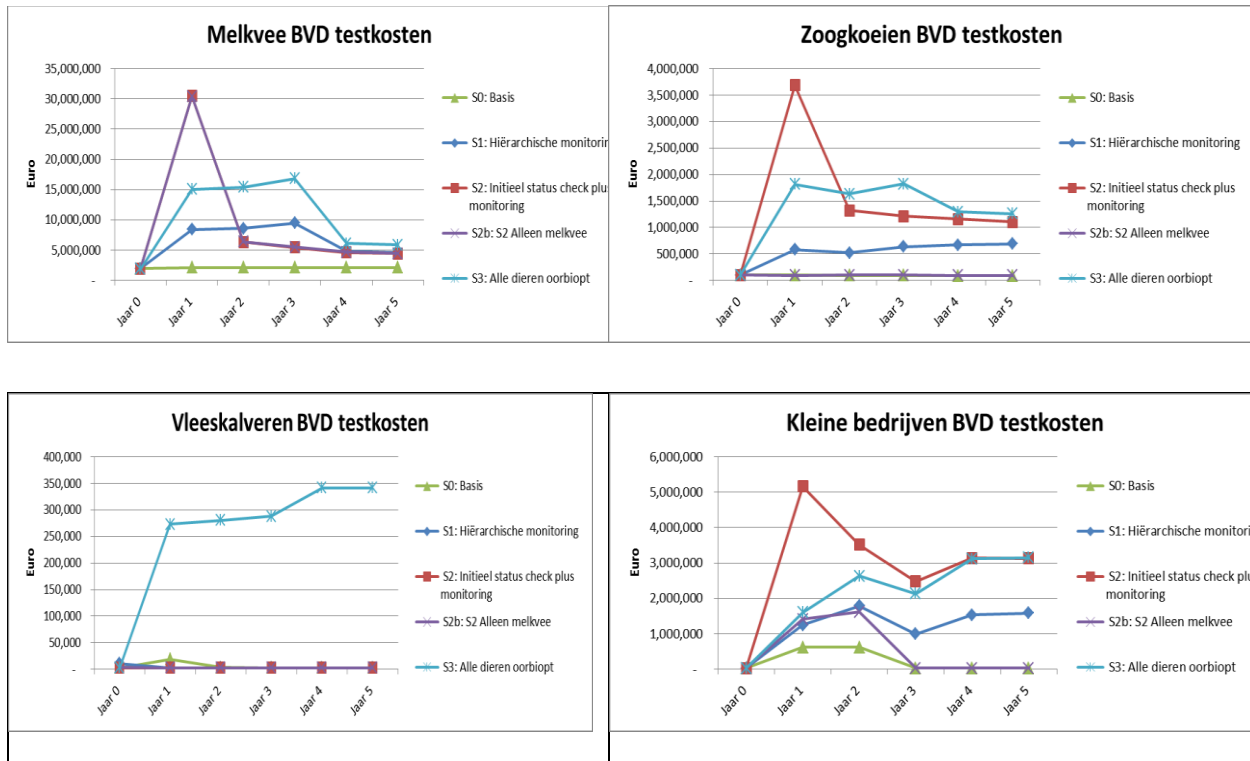 Melkvee BVD testkosten
35,000,000
30,000,000
25,000,000
20,000,000
15,000,000
10,000,000
5,000,000
-
Euro
Jaar 0
Jaar 1
Jaar 2
Jaar 3
Jaar 4
Jaar 5
S0: Basis
S1: Hiërarchische monitorin
S2: Initieel status check plus
monitoring
S2b: S2 Alleen melkvee
S3: Alle dieren oorbiopt
Zoogkoeien BVD testkosten
4,000,000
3,500,000
3,000,000
2,500,000
2,000,000
1,500,000
1,000,000
500,000
-
Euro
Jaar 0
Jaar 1
Jaar 2
Jaar 3
Jaar 4
Jaar 5
S0: Basis
S1: Hiërarchische monitoring
S2: Initieel status check plus
monitoring
S2b: S2 Alleen melkvee
S3: Alle dieren oorbiopt
Vleeskalveren BVD testkosten
400,000
350,000
300,000
250,000
200,000
150,000
100,000
50,000
-
Euro
Jaar 0
Jaar 1
Jaar 2
Jaar 3
Jaar 4
Jaar 5
S0: Basis
S1: Hiërarchische monitoring
S2: Initieel status check plus
monitoring
S2b: S2 Alleen melkvee
S3: Alle dieren oorbiopt
Kleine bedrijven BVD testkosten
6,000,000
5,000,000
4,000,000
3,000,000
2,000,000
1,000,000
-
Euro
Jaar 0
Jaar 1
Jaar 2
Jaar 3
Jaar 4
Jaar 5
S0: Basis
S1: Hiërarchische monitori
S2: Initieel status check plu
monitoring
S2b: S2 Alleen melkvee
S3: Alle dieren oorbiopt